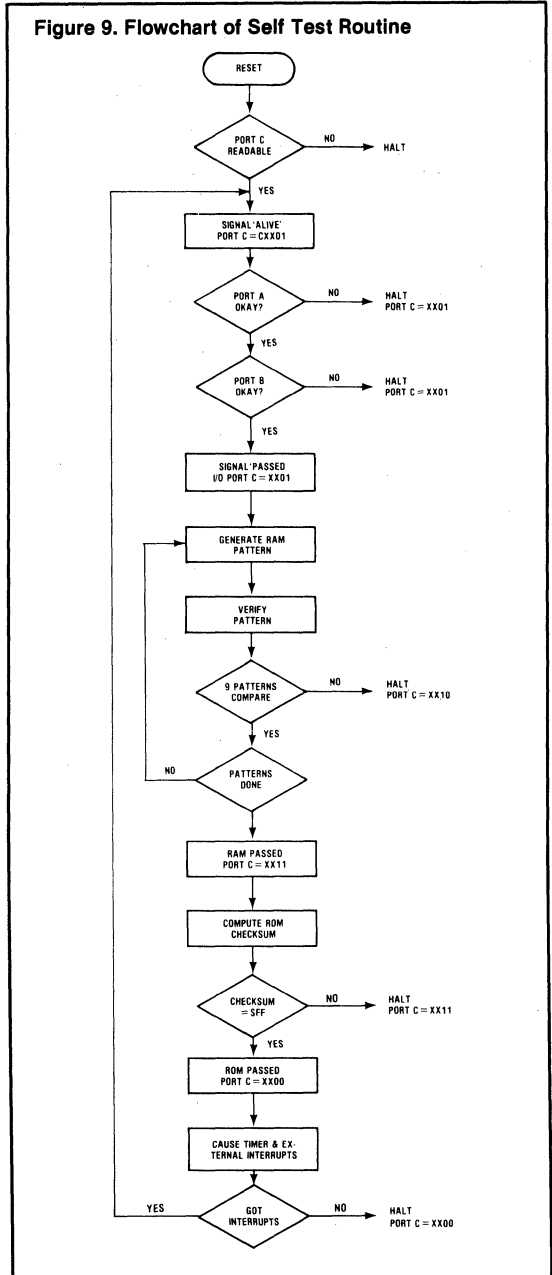 Figure 9. Flowchart of Self Test Routine
RESET
PORT C
READABLE
NO
HALT
YES
SIGNAL 'ALIVE'
PORT C = CXX01
PORT A
OKAY?
NO
HALT
PORT C = XX01
YES
PORT B
OKAY?
NO
HALT
PORT C = XX01
YES
SIGNAL 'PASSED
I/O PORT C = XX01
GENERATE RAM
PATTERN
VERIFY
PATTERN
9 PATTERNS
COMPARE
NO
HALT
PORT C = XX10
YES
NO
PATTERNS
DONE
RAM PASSED
PORT C = XX11
COMPUTE ROM
CHECKSUM
CHECKSUM
= SFF
NO
HALT
PORT C = XX11
YES
ROM PASSED
PORT C = XX00
CAUSE TIMER & EX-
TERNAL INTERRUPTS
YES
GOT
INTERRUPTS
NO
HALT
PORT C = XX00